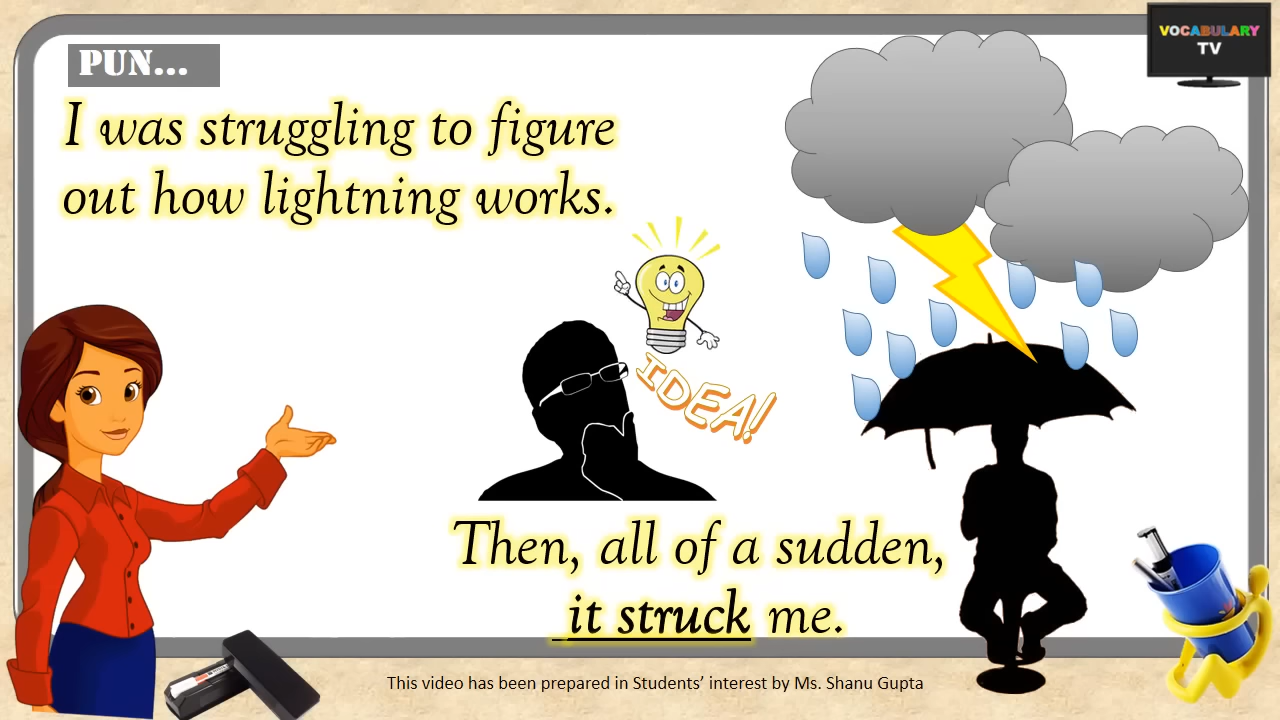 PUN...
VOCABULARY
TV
I was struggling to figure
out how lightning works.
IDEA!
Then, all of a sudden,
it struck me.
This video has been prepared in Students’ interest by Ms. Shanu Gupta